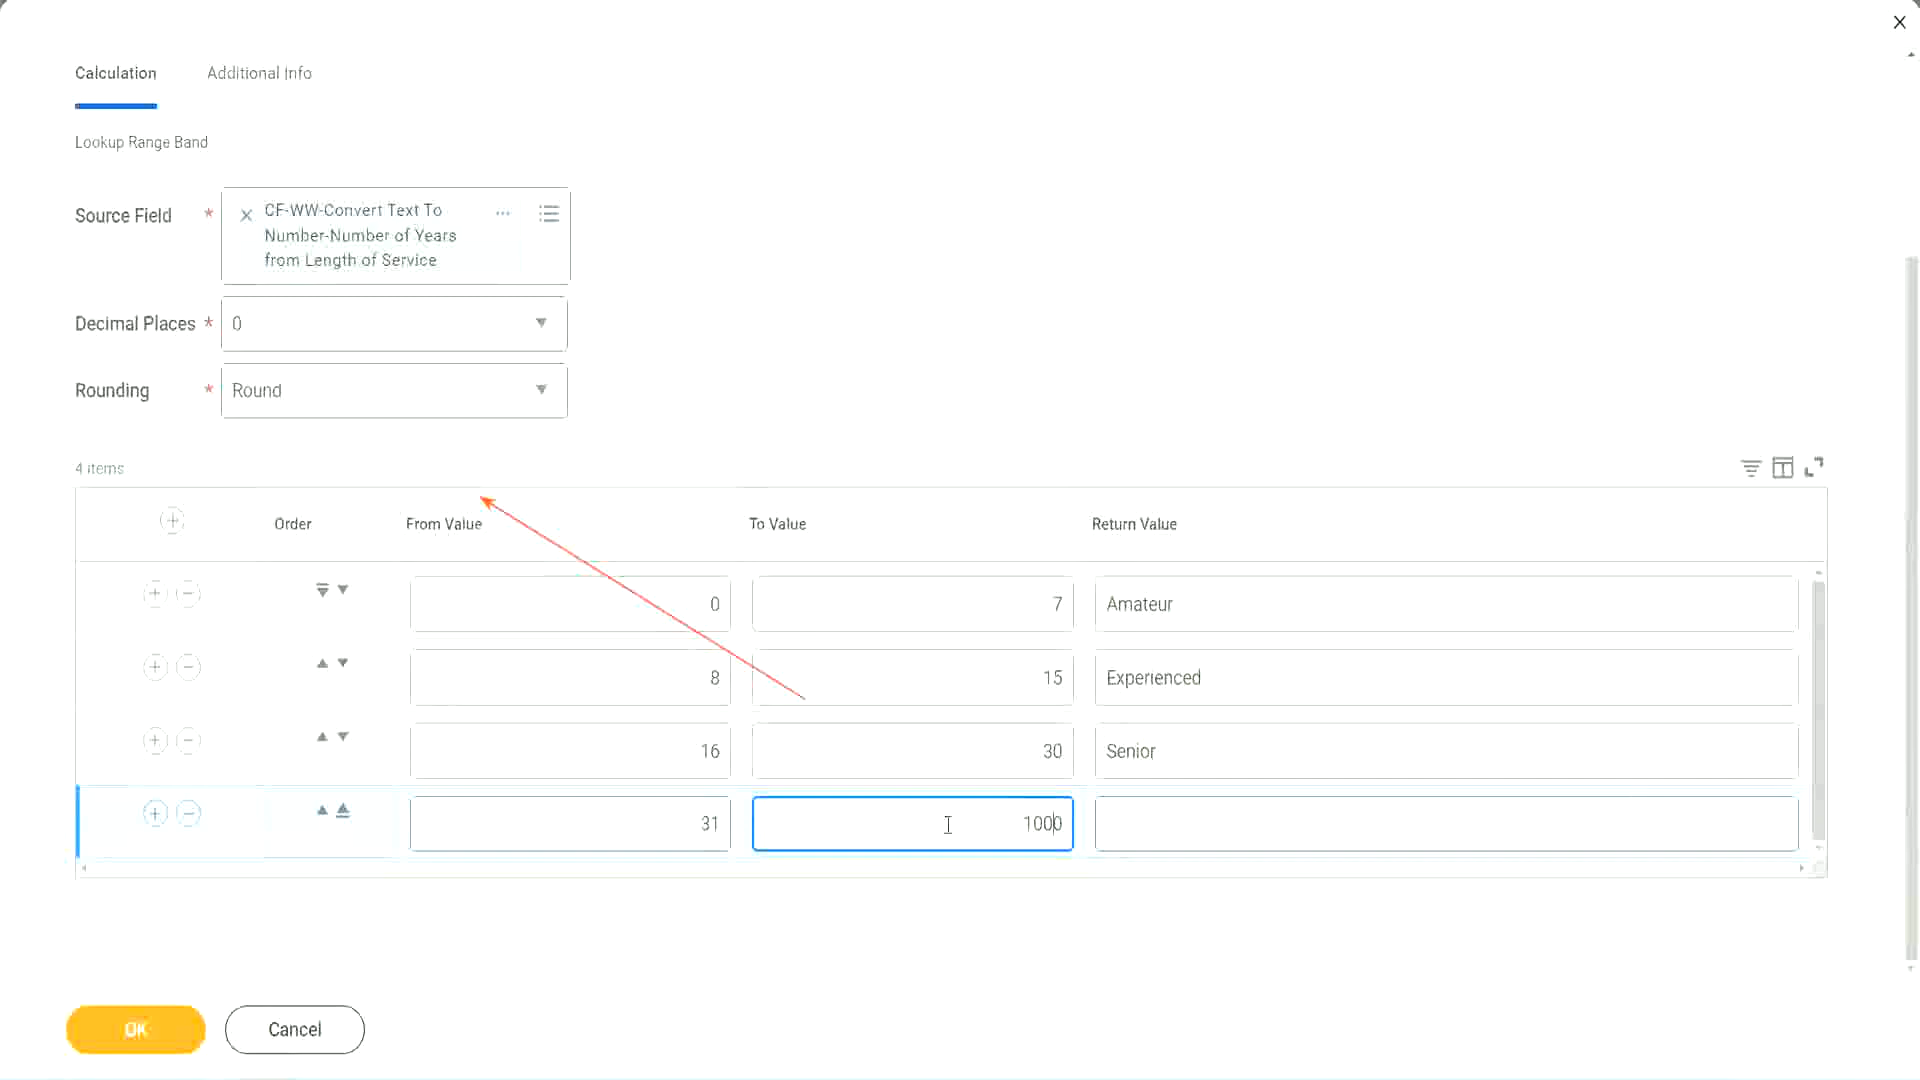 Calculation Additional Info
Lookup Range Band
Source Field * CF-WW-Convert Text To
Number-Number of Years
from Length of Service
Decimal Places * 0
Rounding * Round
4 items
Order From Value To Value Return Value
0 7 Amateur
8 15 Experienced
16 30 Senior
31 1000
OK Cancel